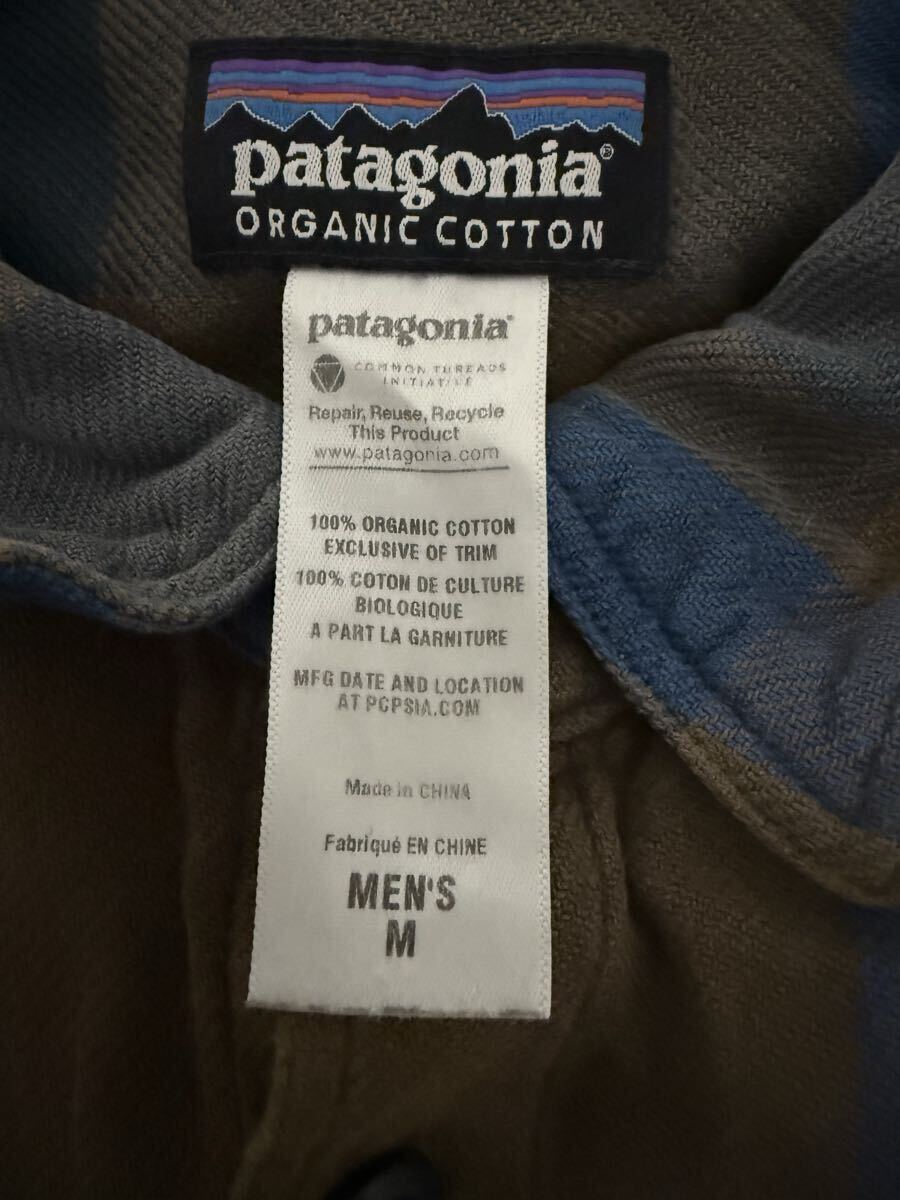 patagonia®
ORGANIC COTTON
patagonia®
COMMON THREADS
INITIATIVE
Repair, Reuse, Recycle
This Product
www.patagonia.com
100% ORGANIC COTTON
EXCLUSIVE OF TRIM
100% COTON DE CULTURE
BIOLOGIQUE
A PART LA GARNITURE
MFG DATE AND LOCATION
AT PCPSIA.COM
Made in CHINA
Fabriqué EN CHINE
MEN'S
M